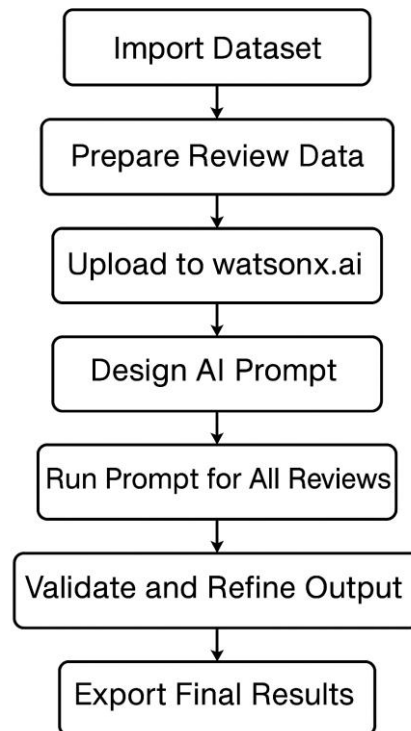 Import Dataset
Prepare Review Data
Upload to watsonx.ai
Design AI Prompt
Run Prompt for All Reviews
Validate and Refine Output
Export Final Results